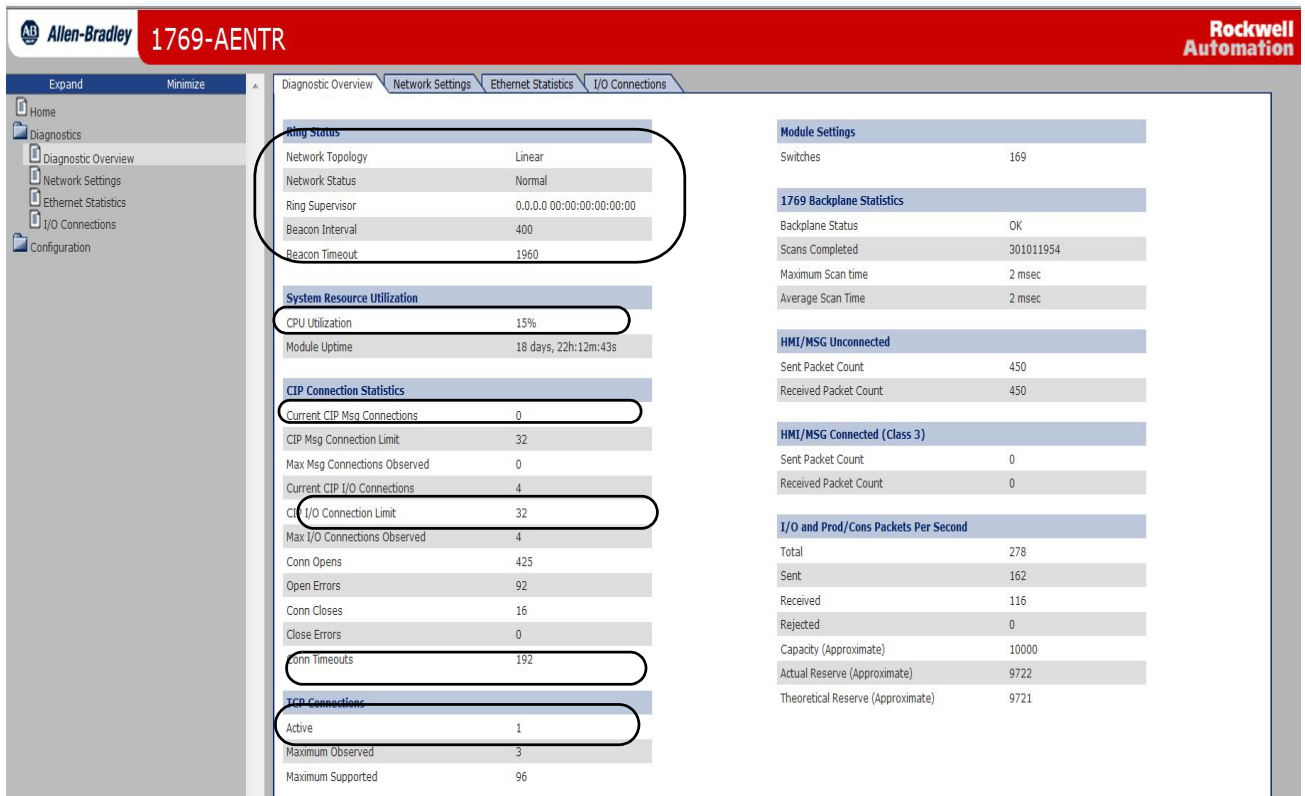 AB Allen-Bradley 1769-AENTR Rockwell Automation
Expand Minimize
Home
Diagnostics
Diagnostic Overview
Network Settings
Ethernet Statistics
I/O Connections
Configuration
Diagnostic Overview Network Settings Ethernet Statistics I/O Connections
Ring Status
Network Topology Linear
Network Status Normal
Ring Supervisor 0.0.0.0 00:00:00:00:00:00
Beacon Interval 400
Beacon Timeout 1960
System Resource Utilization
CPU Utilization 15%
Module Uptime 18 days, 22h:12m:43s
CIP Connection Statistics
Current CIP Msg Connections 0
CIP Msg Connection Limit 32
Max Msg Connections Observed 0
Current CIP I/O Connections 4
CIP I/O Connection Limit 32
Max I/O Connections Observed 4
Conn Opens 425
Open Errors 92
Conn Closes 16
Close Errors 0
Conn Timeouts 192
TCP Connections
Active 1
Maximum Observed 3
Maximum Supported 96
Module Settings
Switches 169
1769 Backplane Statistics
Backplane Status OK
Scans Completed 301011954
Maximum Scan time 2 msec
Average Scan Time 2 msec
HMI/MSG Unconnected
Sent Packet Count 450
Received Packet Count 450
HMI/MSG Connected (Class 3)
Sent Packet Count 0
Received Packet Count 0
I/O and Prod/Cons Packets Per Second
Total 278
Sent 162
Received 116
Rejected 0
Capacity (Approximate) 10000
Actual Reserve (Approximate) 9722
Theoretical Reserve (Approximate) 9721